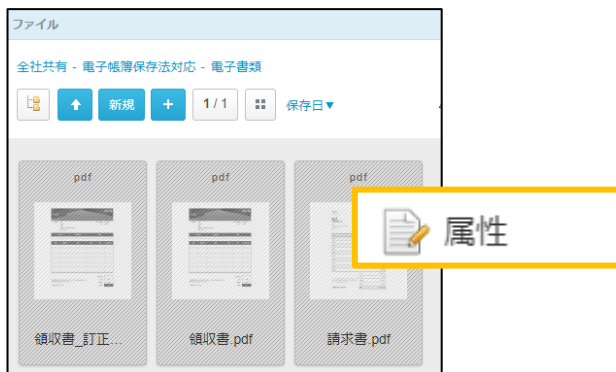 ファイル
全社共有 - 電子帳簿保存法対応 - 電子書類
新規 + 1 / 1 保存日▼
pdf pdf pdf
属性
領収書_訂正... 領収書.pdf 請求書.pdf